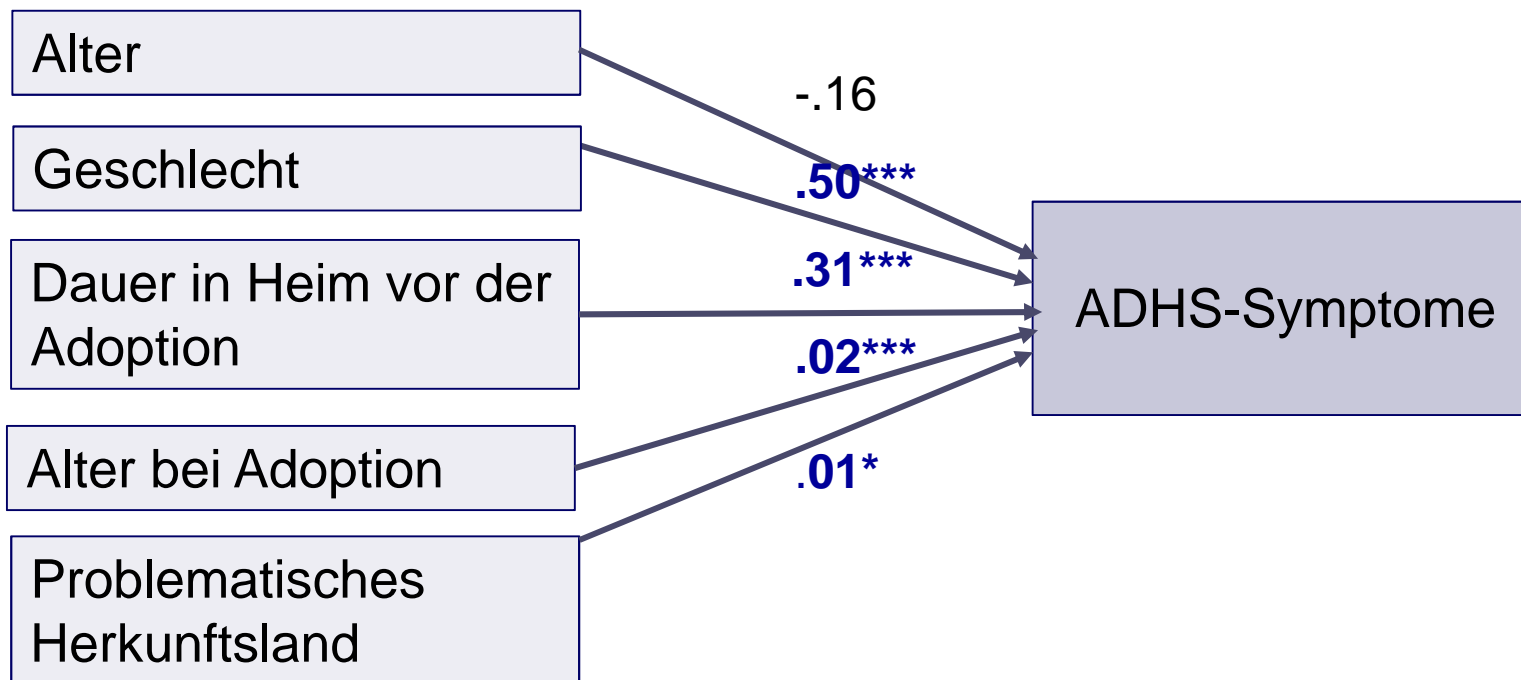 Alter
-.16
Geschlecht
.50***
Dauer in Heim vor der
Adoption
.31***
ADHS-Symptome
.02***
Alter bei Adoption
.01*
Problematisches
Herkunftsland